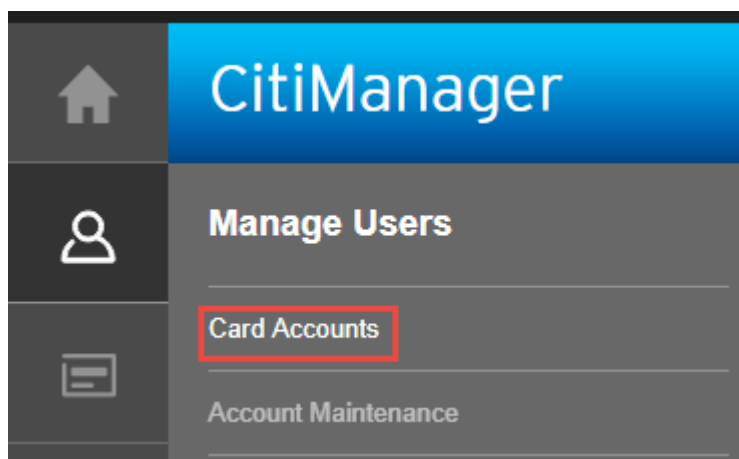 CitiManager
Manage Users
Card Accounts
Account Maintenance